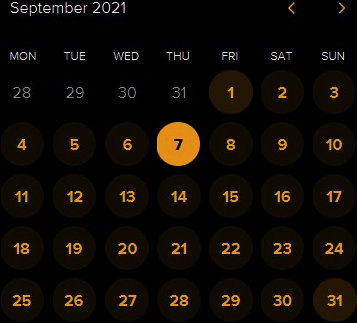 September 2021 < >
MON TUE WED THU FRI SAT SUN
28 29 30 31 1 2 3
4 5 6 7 8 9 10
11 12 13 14 15 16 17
18 19 20 21 22 23 24
25 26 27 28 29 30 31